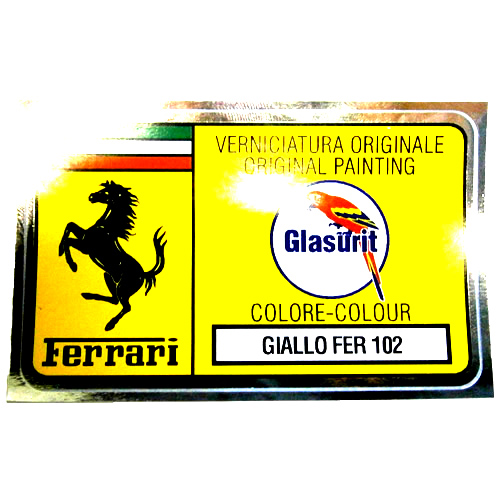 VERNICIATURA ORIGINALE
ORIGINAL PAINTING
Glasurit
COLORE-COLOUR
GIALLO FER 102
Ferrari